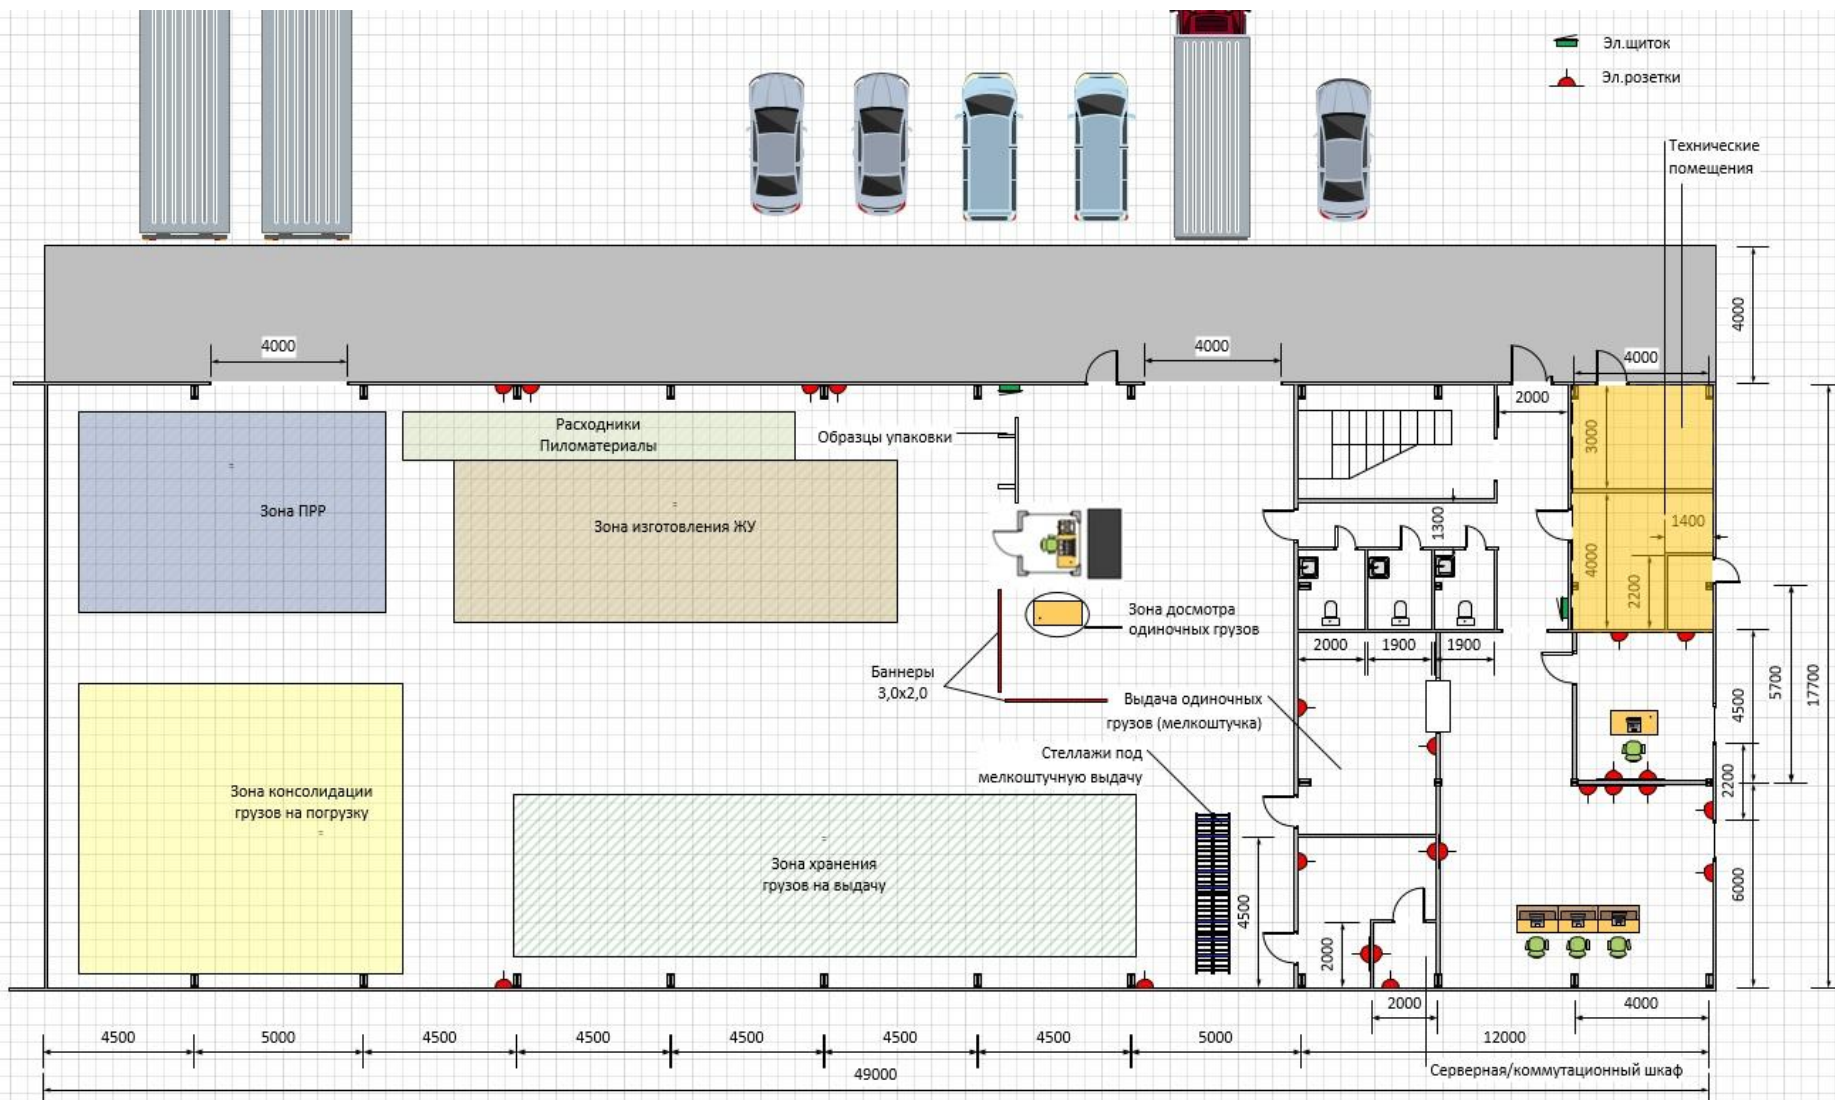 Эл.щиток
Эл.розетки
Технические
помещения
4000
4000
4000
4000
2000
3000
Расходники
Пиломатериалы
Образцы упаковки
Зона ПРР
Зона изготовления ЖУ
1300
1400
4000
2200
Зона досмотра
одиночных грузов
2000
1900
1900
Баннеры
3,0х2,0
Выдача одиночных
грузов (мелкоштучка)
4500
5700
17700
Стеллажи под
мелкоштучную выдачу
2200
Зона консолидации
грузов на погрузку
Зона хранения
грузов на выдачу
6000
4500
2000
2000
4000
4500
5000
4500
4500
4500
4500
5000
12000
49000
Серверная/коммутационный шкаф